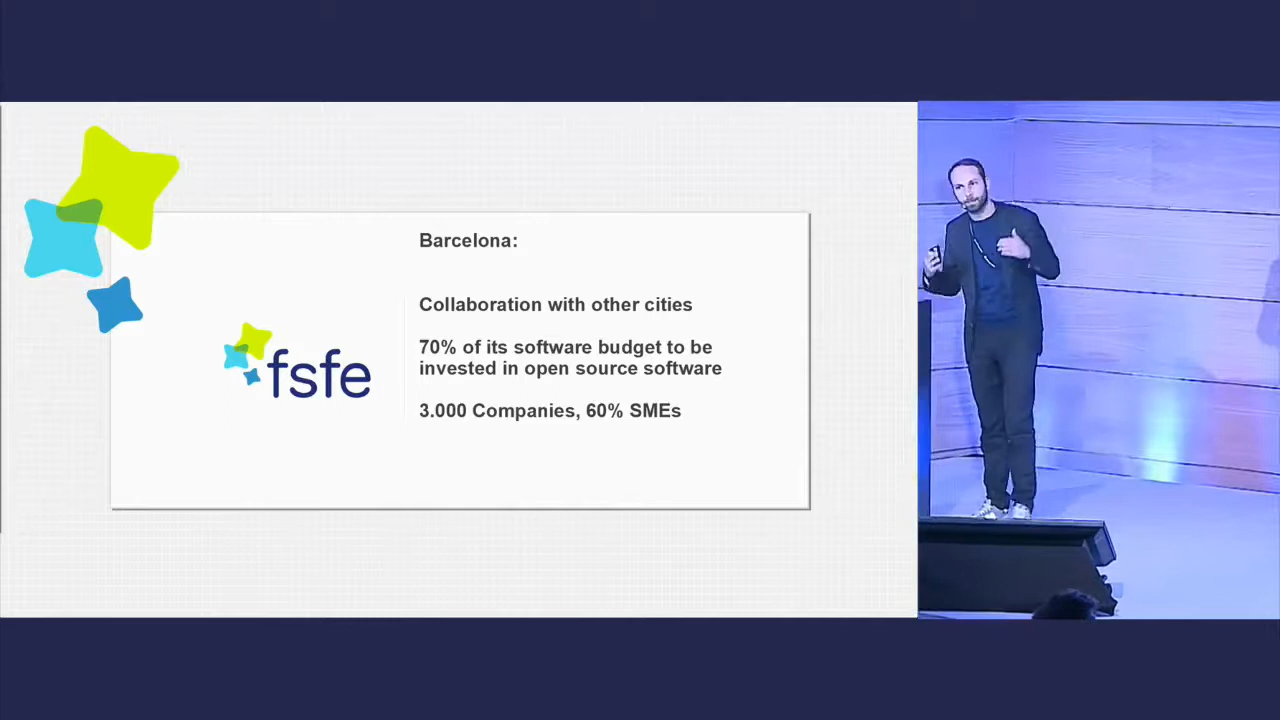 Barcelona:
Collaboration with other cities
70% of its software budget to be
invested in open source software
3.000 Companies, 60% SMEs
fsfe